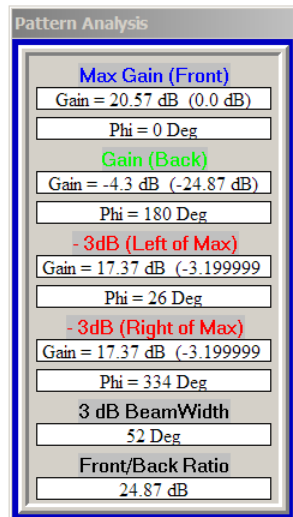 Pattern Analysis
Max Gain (Front)
Gain = 20.57 dB (0.0 dB)
Phi = 0 Deg
Gain (Back)
Gain = -4.3 dB (-24.87 dB)
Phi = 180 Deg
- 3dB (Left of Max)
Gain = 17.37 dB (-3.199999
Phi = 26 Deg
- 3dB (Right of Max)
Gain = 17.37 dB (-3.199999
Phi = 334 Deg
3 dB BeamWidth
52 Deg
Front/Back Ratio
24.87 dB